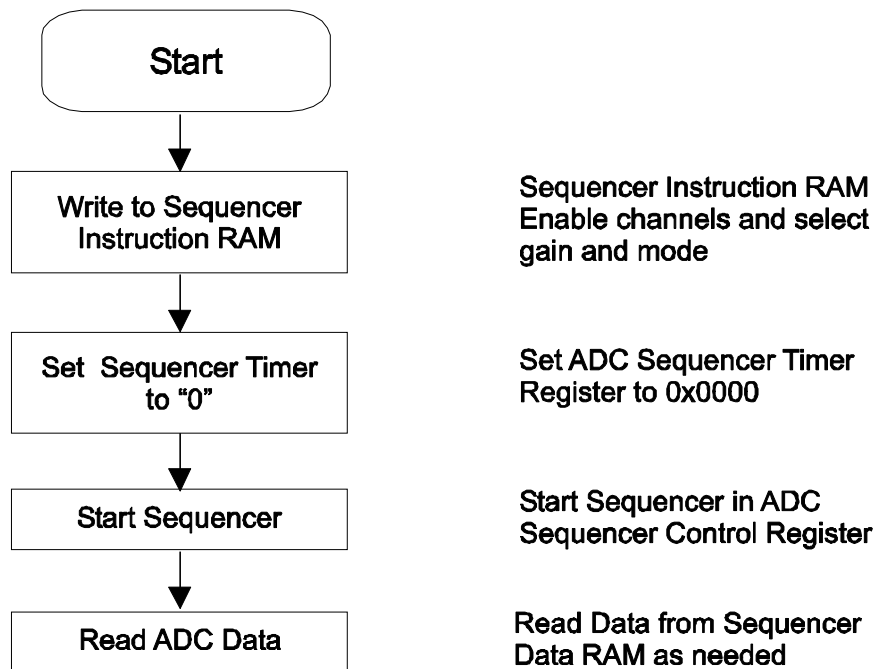 Start
Write to Sequencer
Instruction RAM
Sequencer Instruction RAM
Enable channels and select
gain and mode
Set Sequencer Timer
to “0”
Set ADC Sequencer Timer
Register to 0x0000
Start Sequencer
Start Sequencer in ADC
Sequencer Control Register
Read ADC Data
Read Data from Sequencer
Data RAM as needed